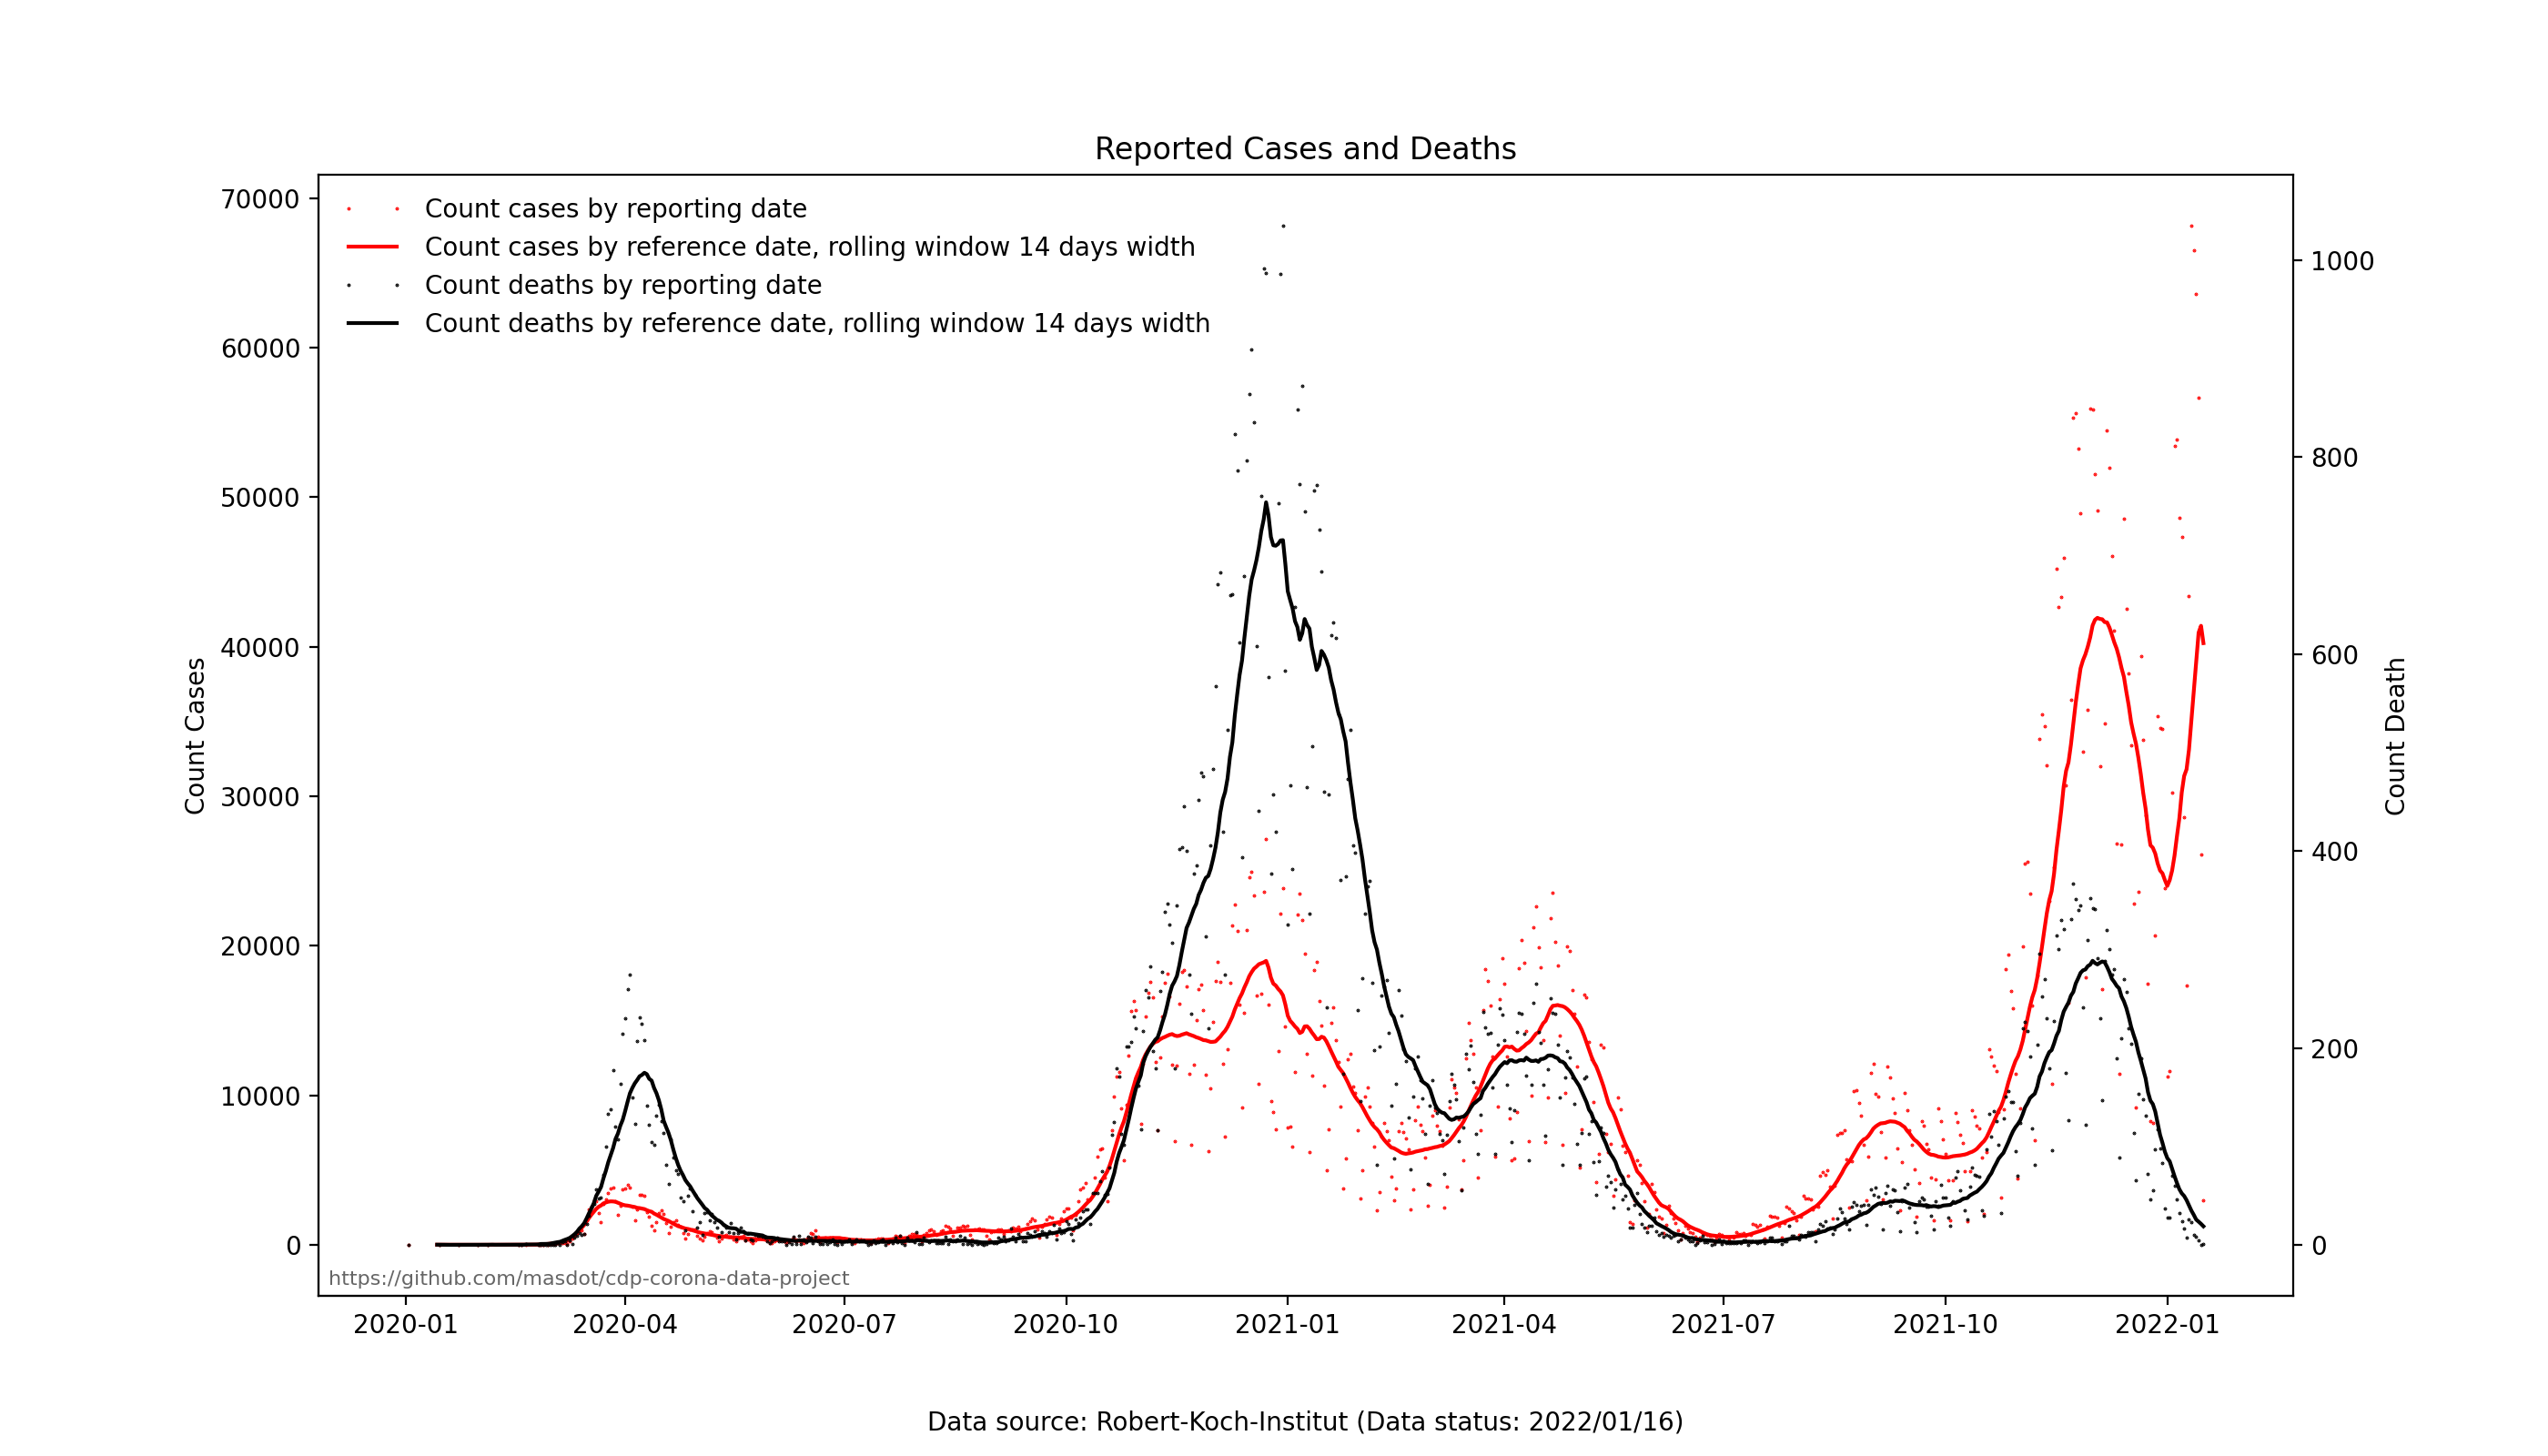 Reported Cases and Deaths
Count cases by reporting date
Count cases by reference date, rolling window 14 days width
Count deaths by reporting date
Count deaths by reference date, rolling window 14 days width
70000
60000
50000
40000
30000
20000
10000
0
Count Cases
1000
800
600
400
200
0
Count Death
https://github.com/masdot/cdp-corona-data-project
2020-01 2020-04 2020-07 2020-10 2021-01 2021-04 2021-07 2021-10 2022-01
Data source: Robert-Koch-Institut (Data status: 2022/01/16)